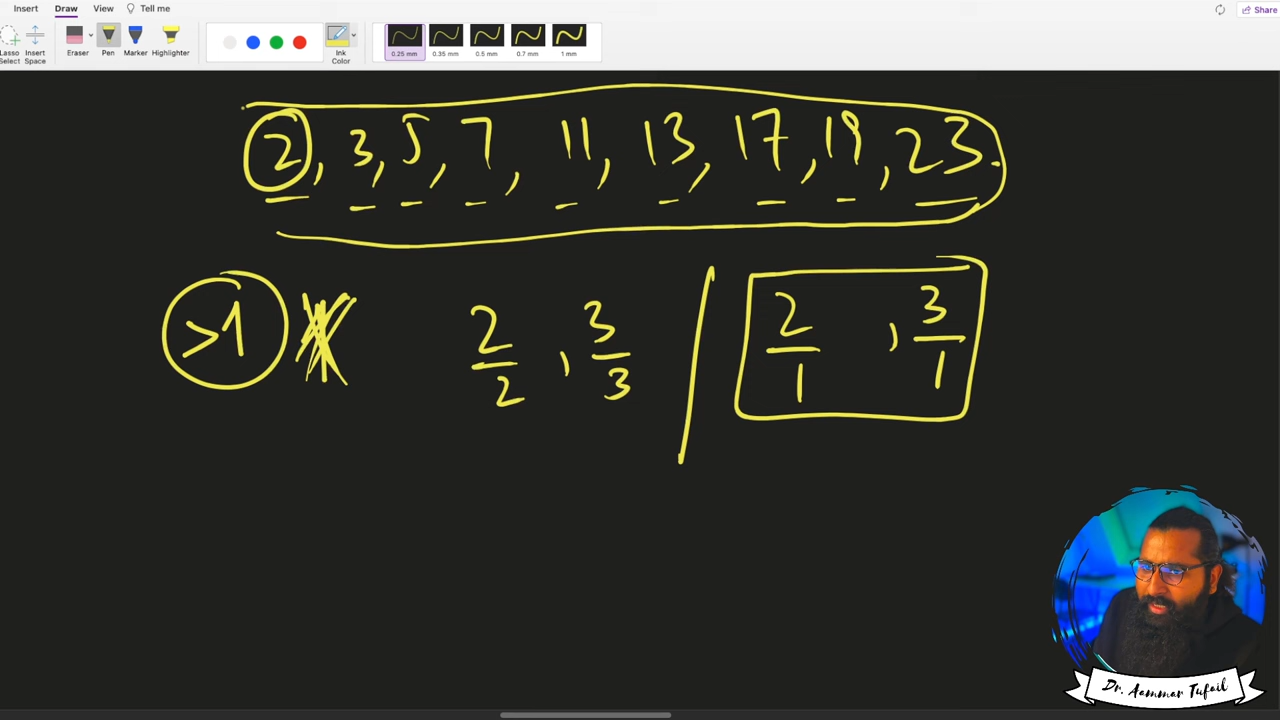 Insert Draw View Tell me Share
Lasso Select Insert Space Eraser Pen Marker Highlighter Ink Color 0.25 mm 0.35 mm 0.5 mm 0.7 mm 1 mm
2, 3, 5, 7, 11, 13, 17, 19, 23.
>1 2/2 , 3/3 2/1 , 3/1
Dr. Aammar Tufail